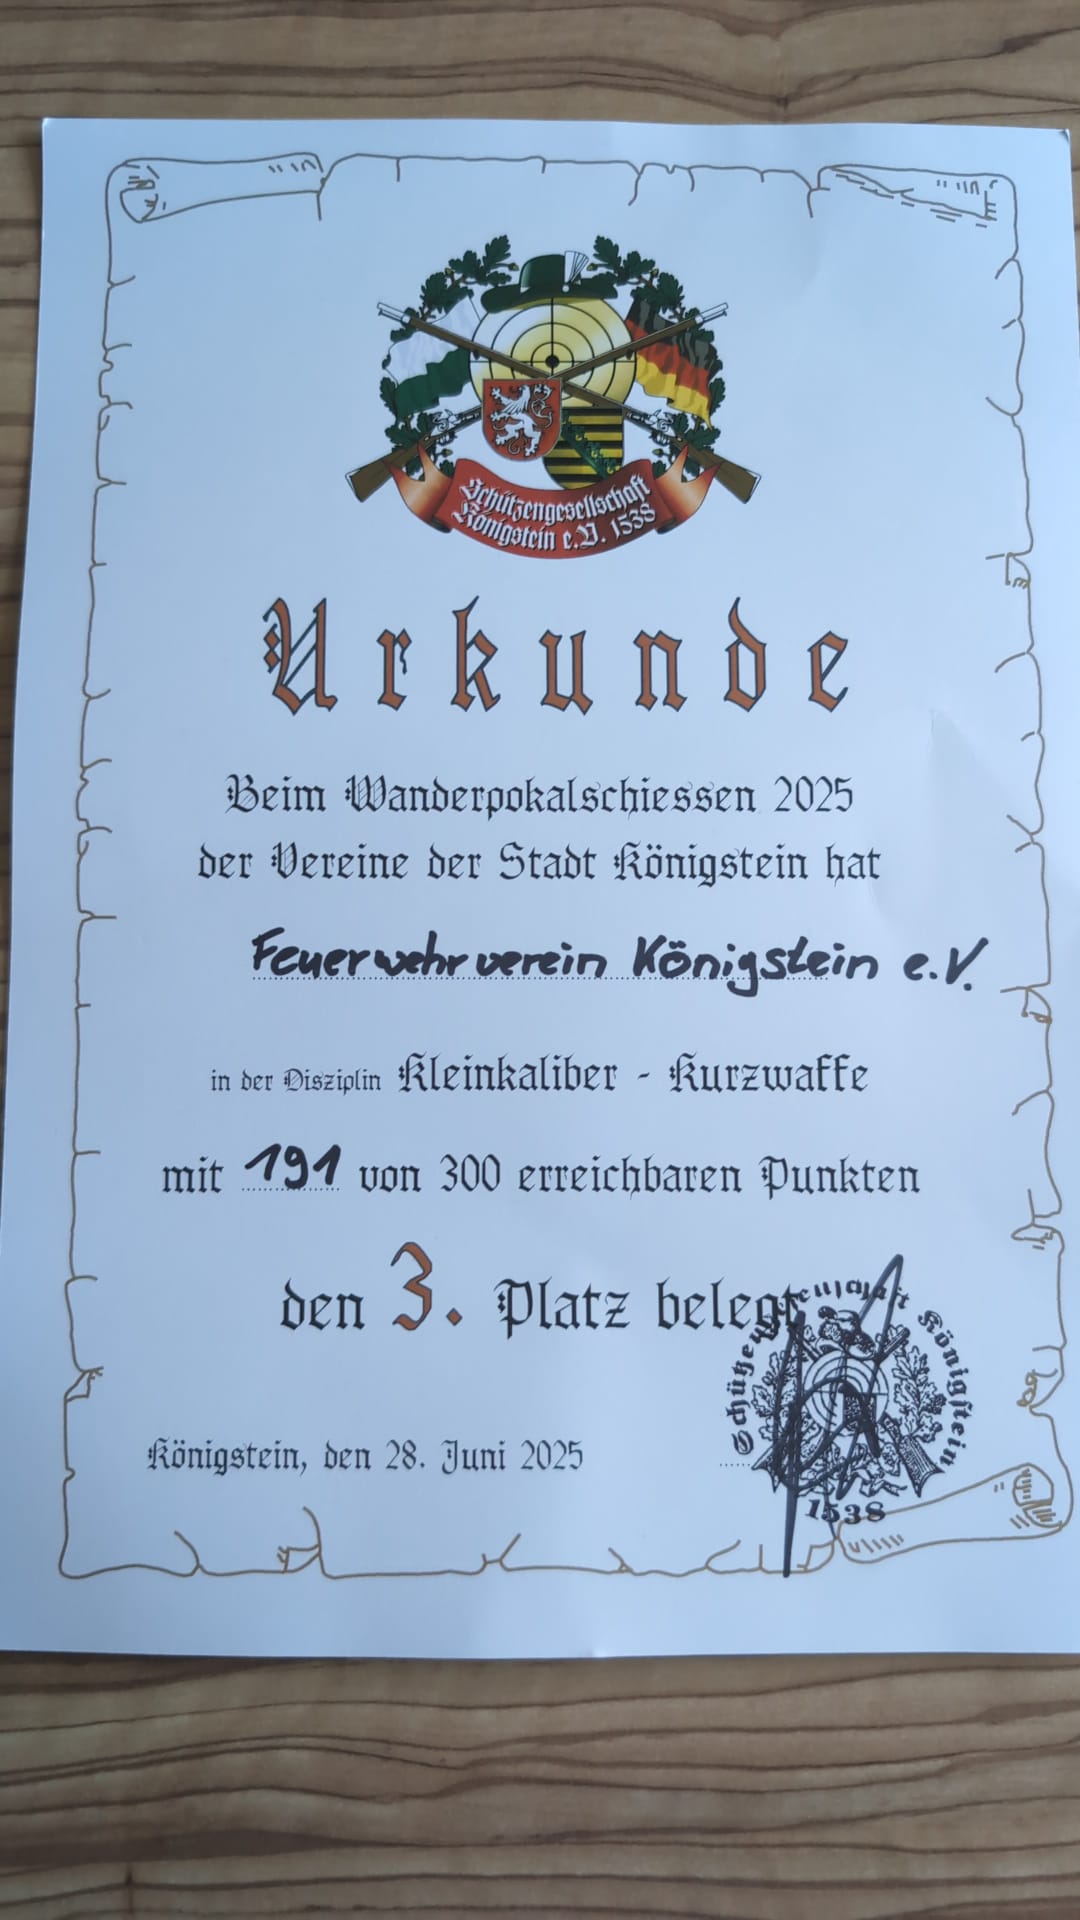 Schützengesellschaft
Königstein e.V. 1538
Urkunde
Beim Wanderpokalschiessen 2025
der Vereine der Stadt Königstein hat
Feuerwehrverein Königstein e.V.
in der Disziplin Kleinkaliber - Kurzwaffe
mit 191 von 300 erreichbaren Punkten
den 3. Platz belegt
Königstein, den 28. Juni 2025
Schützengesellschaft Königstein
1538